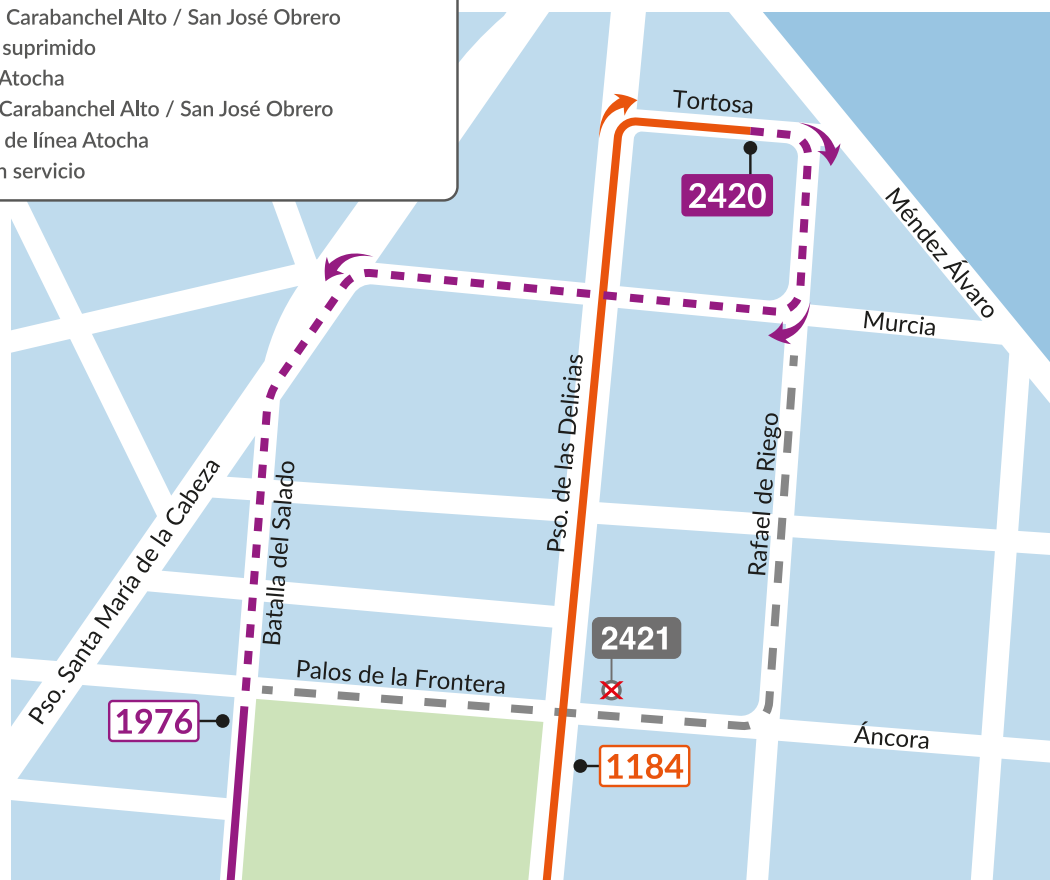 Carabanchel Alto / San José Obrero
suprimido
Atocha
Carabanchel Alto / San José Obrero
de línea Atocha
servicio
Tortosa
2420
Méndez Álvaro
Murcia
Pso. de las Delicias
Rafael de Riego
Pso. Santa María de la Cabeza
Batalla del Salado
2421
Palos de la Frontera
1976
Áncora
1184